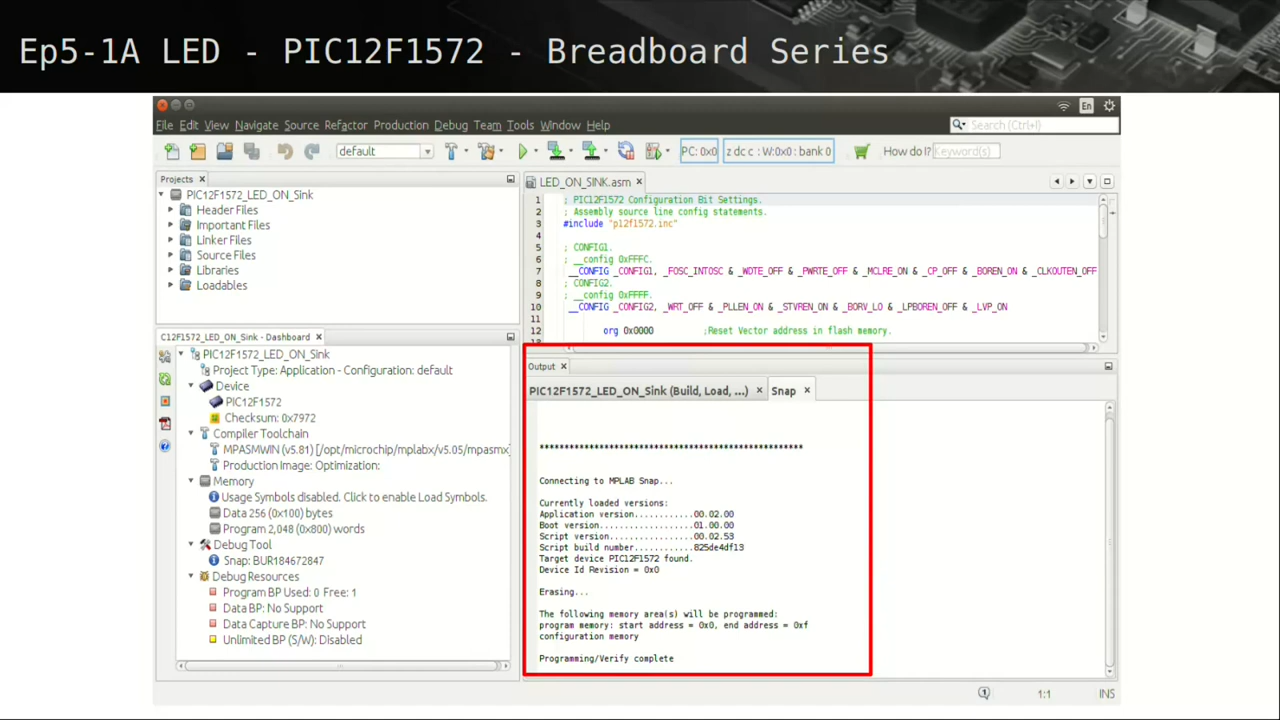 Ep5-1A LED - PIC12F1572 - Breadboard Series
En
File Edit View Navigate Source Refactor Production Debug Team Tools Window Help
Search (Ctrl+I)
default
PC: 0x0
z dc c : W:0x0 : bank 0
How do I? Keyword(s)
Projects
PIC12F1572_LED_ON_Sink
Header Files
Important Files
Linker Files
Source Files
Libraries
Loadables
LED_ON_SINK.asm
1 ; PIC12F1572 Configuration Bit Settings.
2 ; Assembly source line config statements.
3 #include "p12f1572.inc"
4
5 ; CONFIG1.
6 ; __config 0xFFFC.
7 __CONFIG _CONFIG1, _FOSC_INTOSC & _WDTE_OFF & _PWRTE_OFF & _MCLRE_ON & _CP_OFF & _BOREN_ON & _CLKOUTEN_OFF
8 ; CONFIG2.
9 ; __config 0xFFFF.
10 __CONFIG _CONFIG2, _WRT_OFF & _PLLEN_ON & _STVREN_ON & _BORV_LO & _LPBOREN_OFF & _LVP_ON
11
12 org 0x0000 ;Reset Vector address in flash memory.
C12F1572_LED_ON_Sink - Dashboard
PIC12F1572_LED_ON_Sink
Project Type: Application - Configuration: default
Device
PIC12F1572
Checksum: 0x7972
Compiler Toolchain
MPASMWIN (v5.81) [/opt/microchip/mplabx/v5.05/mpasmx
Production Image: Optimization:
Memory
Usage Symbols disabled. Click to enable Load Symbols.
Data 256 (0x100) bytes
Program 2,048 (0x800) words
Debug Tool
Snap: BUR184672847
Debug Resources
Program BP Used: 0 Free: 1
Data BP: No Support
Data Capture BP: No Support
Unlimited BP (S/W): Disabled
Output
PIC12F1572_LED_ON_Sink (Build, Load, ...)
Snap
*****************************************************
Connecting to MPLAB Snap...
Currently loaded versions:
Application version............00.02.00
Boot version...................01.00.00
Script version.................00.02.53
Script build number............825de4df13
Target device PIC12F1572 found.
Device Id Revision = 0x0
Erasing...
The following memory area(s) will be programmed:
program memory: start address = 0x0, end address = 0xf
configuration memory
Programming/Verify complete
1:1
INS